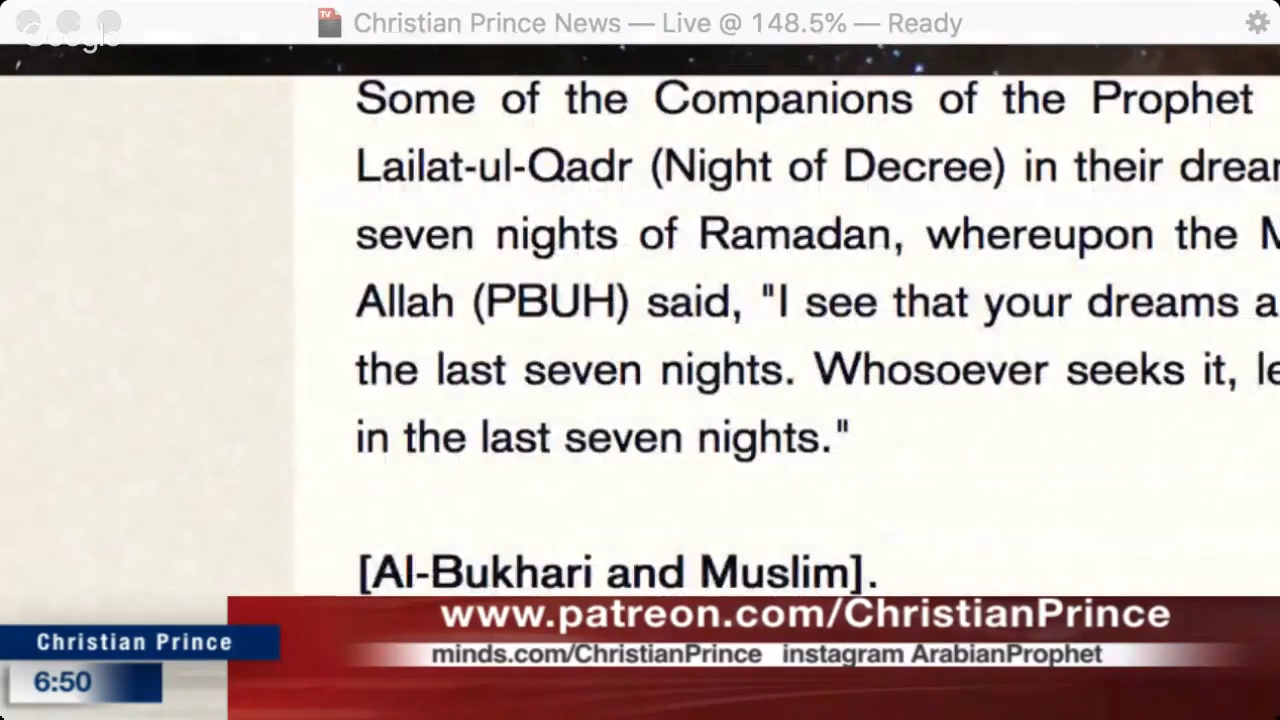 Christian Prince News — Live @ 148.5% — Ready
Google
Some of the Companions of the Prophet
Lailat-ul-Qadr (Night of Decree) in their
seven nights of Ramadan, whereupon the
Allah (PBUH) said, "I see that your dreams
the last seven nights. Whosoever seeks it,
in the last seven nights."
[Al-Bukhari and Muslim].
www.patreon.com/ChristianPrince
Christian Prince
minds.com/ChristianPrince instagram ArabianProphet
6:50